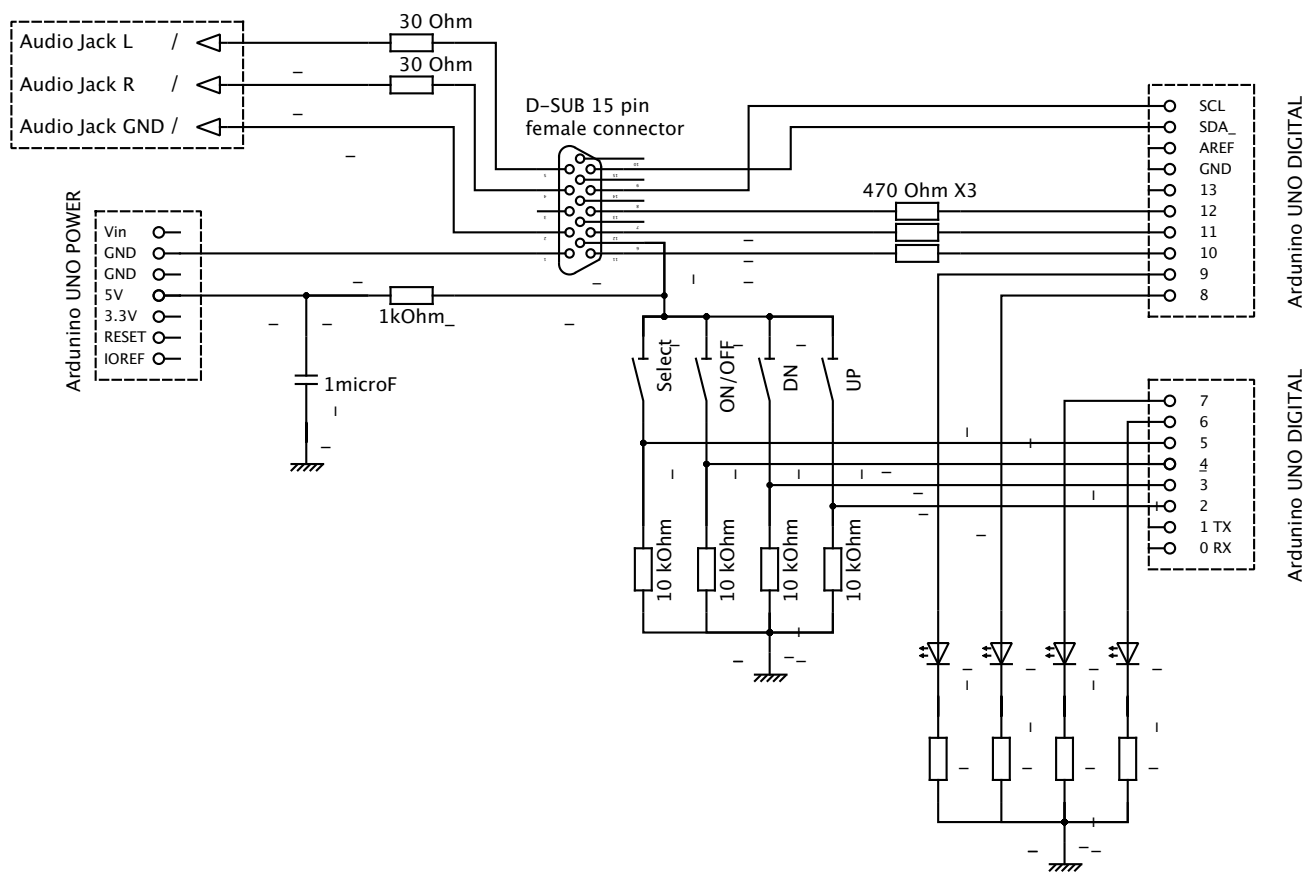 Audio Jack L /
30 Ohm
Audio Jack R /
30 Ohm
Audio Jack GND /
D-SUB 15 pin
female connector
470 Ohm X3
Ardunino UNO POWER
Vin
GND
GND
5V
3.3V
RESET
IOREF
1kOhm
1microF
Select
ON/OFF
DN
UP
10 kOhm
10 kOhm
10 kOhm
10 kOhm
SCL
SDA_
AREF
GND
13
12
11
10
9
8
Ardunino UNO DIGITAL
7
6
5
4
3
2
1 TX
0 RX
Ardunino UNO DIGITAL